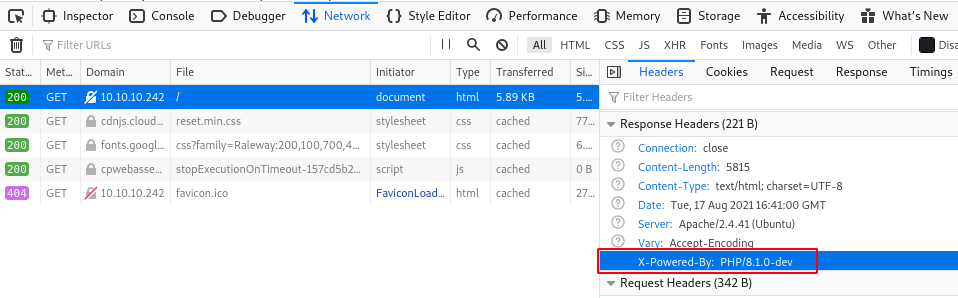 Inspector Console Debugger Network Style Editor Performance Memory Storage Accessibility What's New
Filter URLs All HTML CSS JS XHR Fonts Images Media WS Other Disa
Stat... Met... Domain File Initiator Type Transferred Si...
200 GET 10.10.10.242 / document html 5.89 KB 5....
200 GET cdnjs.cloud... reset.min.css stylesheet css cached 77...
200 GET fonts.googl... css?family=Raleway:200,100,700,4... stylesheet css cached 6....
200 GET cpwebasse... stopExecutionOnTimeout-157cd5b2... script js cached 0 B
404 GET 10.10.10.242 favicon.ico FaviconLoad... html cached 27...
Headers Cookies Request Response Timings
Filter Headers
Response Headers (221 B)
Connection: close
Content-Length: 5815
Content-Type: text/html; charset=UTF-8
Date: Tue, 17 Aug 2021 16:41:00 GMT
Server: Apache/2.4.41 (Ubuntu)
Vary: Accept-Encoding
X-Powered-By: PHP/8.1.0-dev
Request Headers (342 B)